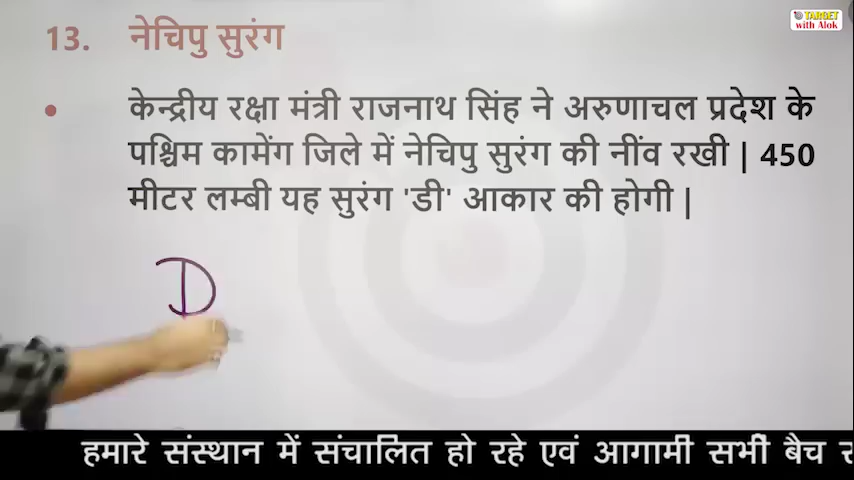 TARGET
with Alok
13. नेचिपु सुरंग
• केन्द्रीय रक्षा मंत्री राजनाथ सिंह ने अरुणाचल प्रदेश के
पश्चिम कामेंग जिले में नेचिपु सुरंग की नींव रखी | 450
मीटर लम्बी यह सुरंग 'डी' आकार की होगी |
D
हमारे संस्थान में संचालित हो रहे एवं आगामी सभी बैच